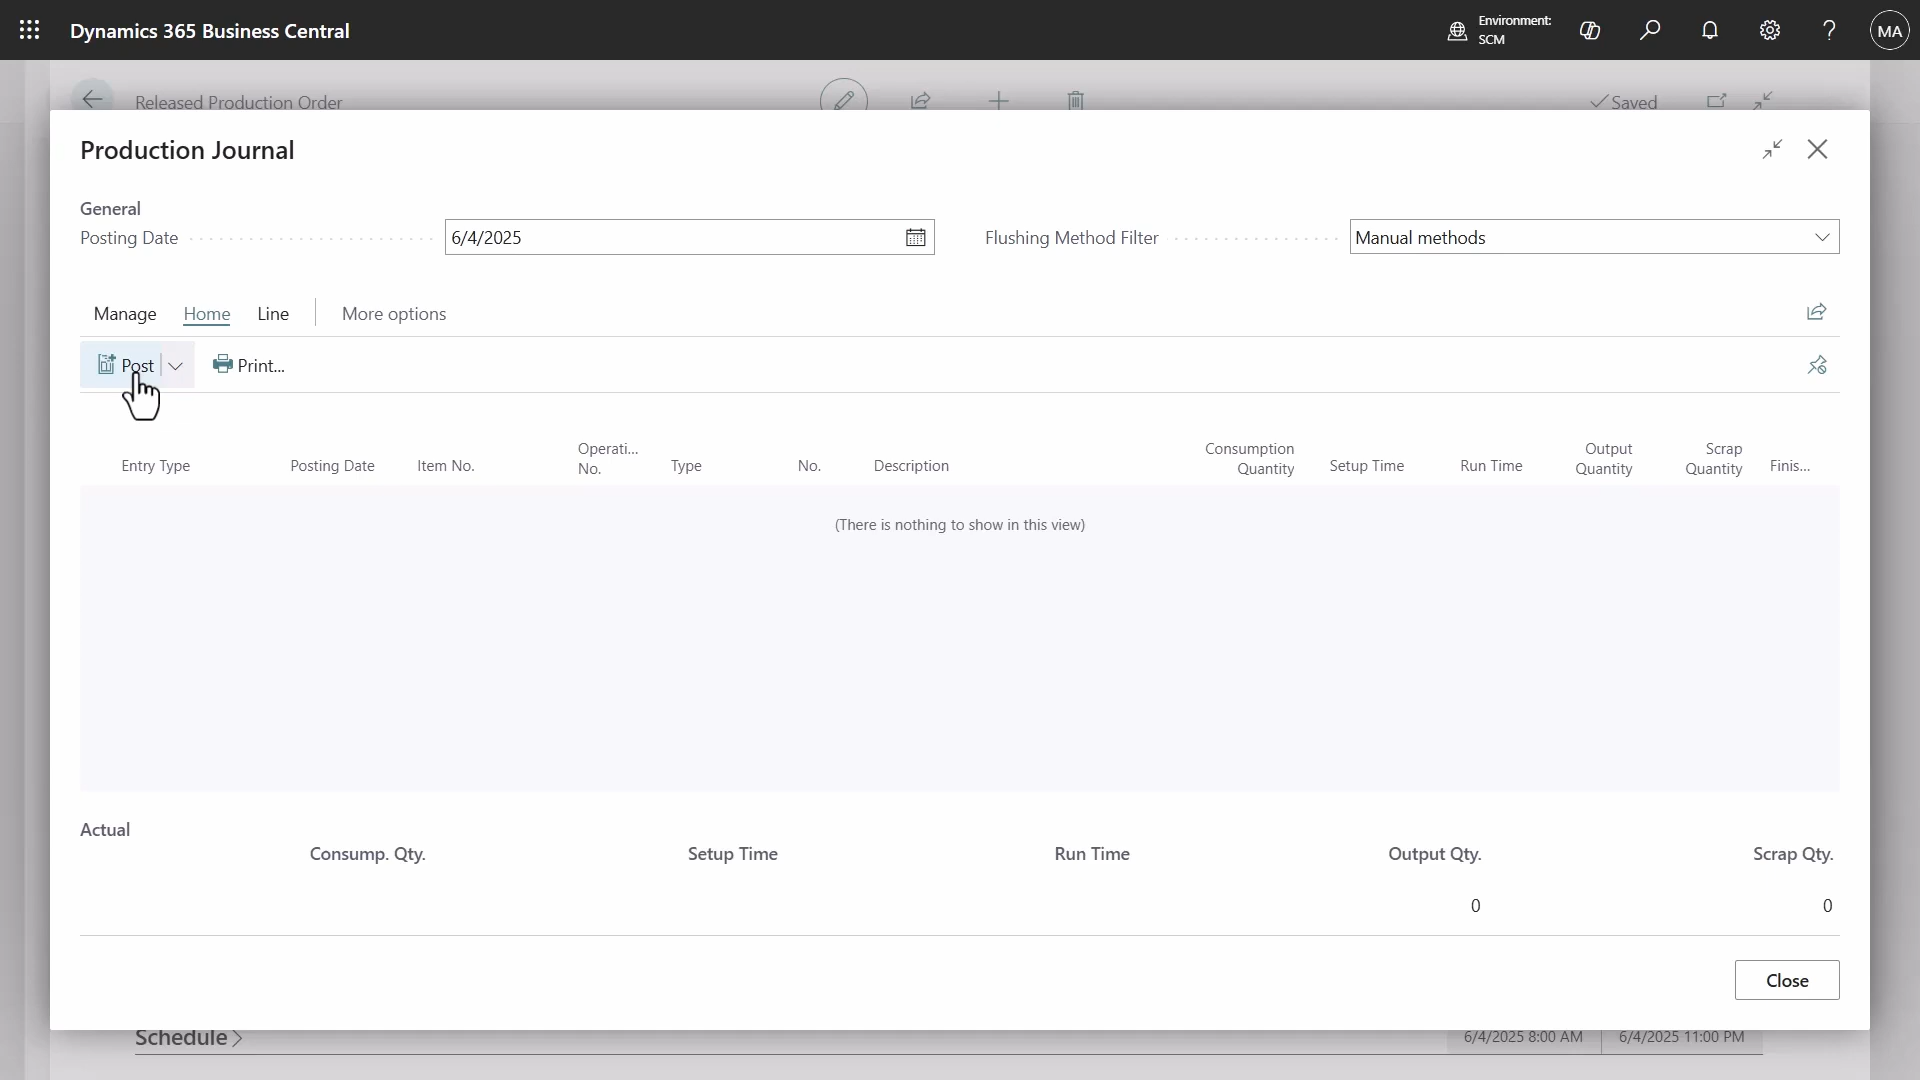 Dynamics 365 Business Central
Environment:
SCM
MA
Released Production Order
Saved
Production Journal
General
Posting Date
6/4/2025
Flushing Method Filter
Manual methods
Manage
Home
Line
More options
Post
Print...
Entry Type
Posting Date
Item No.
Operati...
No.
Type
No.
Description
Consumption
Quantity
Setup Time
Run Time
Output
Quantity
Scrap
Quantity
Finis...
(There is nothing to show in this view)
Actual
Consump. Qty.
Setup Time
Run Time
Output Qty.
Scrap Qty.
0
0
Close
Schedule
6/4/2025 8:00 AM
6/4/2025 11:00 PM